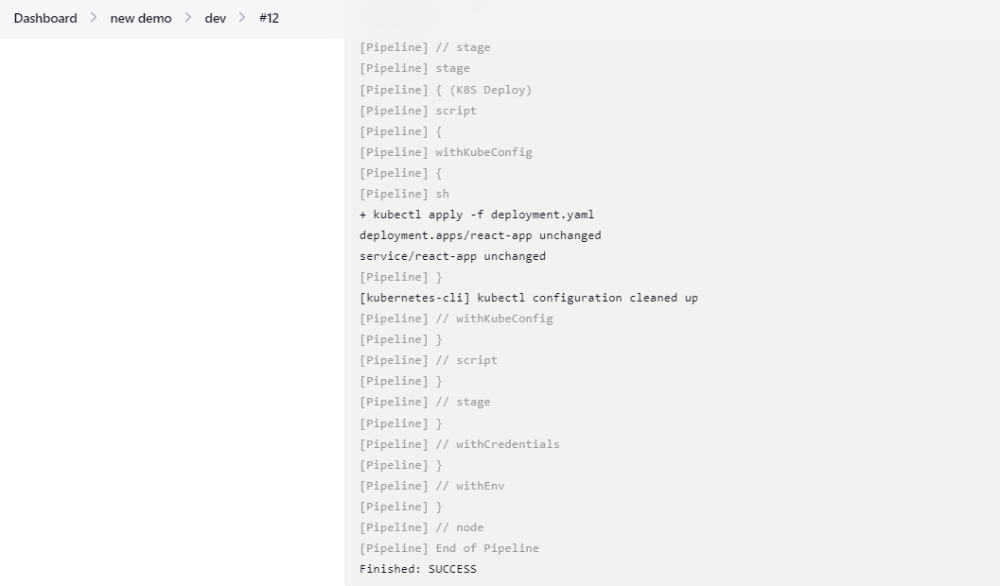 Dashboard > new demo > dev > #12
[Pipeline] // stage
[Pipeline] stage
[Pipeline] { (K8S Deploy)
[Pipeline] script
[Pipeline] {
[Pipeline] withKubeConfig
[Pipeline] {
[Pipeline] sh
+ kubectl apply -f deployment.yaml
deployment.apps/react-app unchanged
service/react-app unchanged
[Pipeline] }
[kubernetes-cli] kubectl configuration cleaned up
[Pipeline] // withKubeConfig
[Pipeline] }
[Pipeline] // script
[Pipeline] }
[Pipeline] // stage
[Pipeline] }
[Pipeline] // withCredentials
[Pipeline] }
[Pipeline] // withEnv
[Pipeline] }
[Pipeline] // node
[Pipeline] End of Pipeline
Finished: SUCCESS